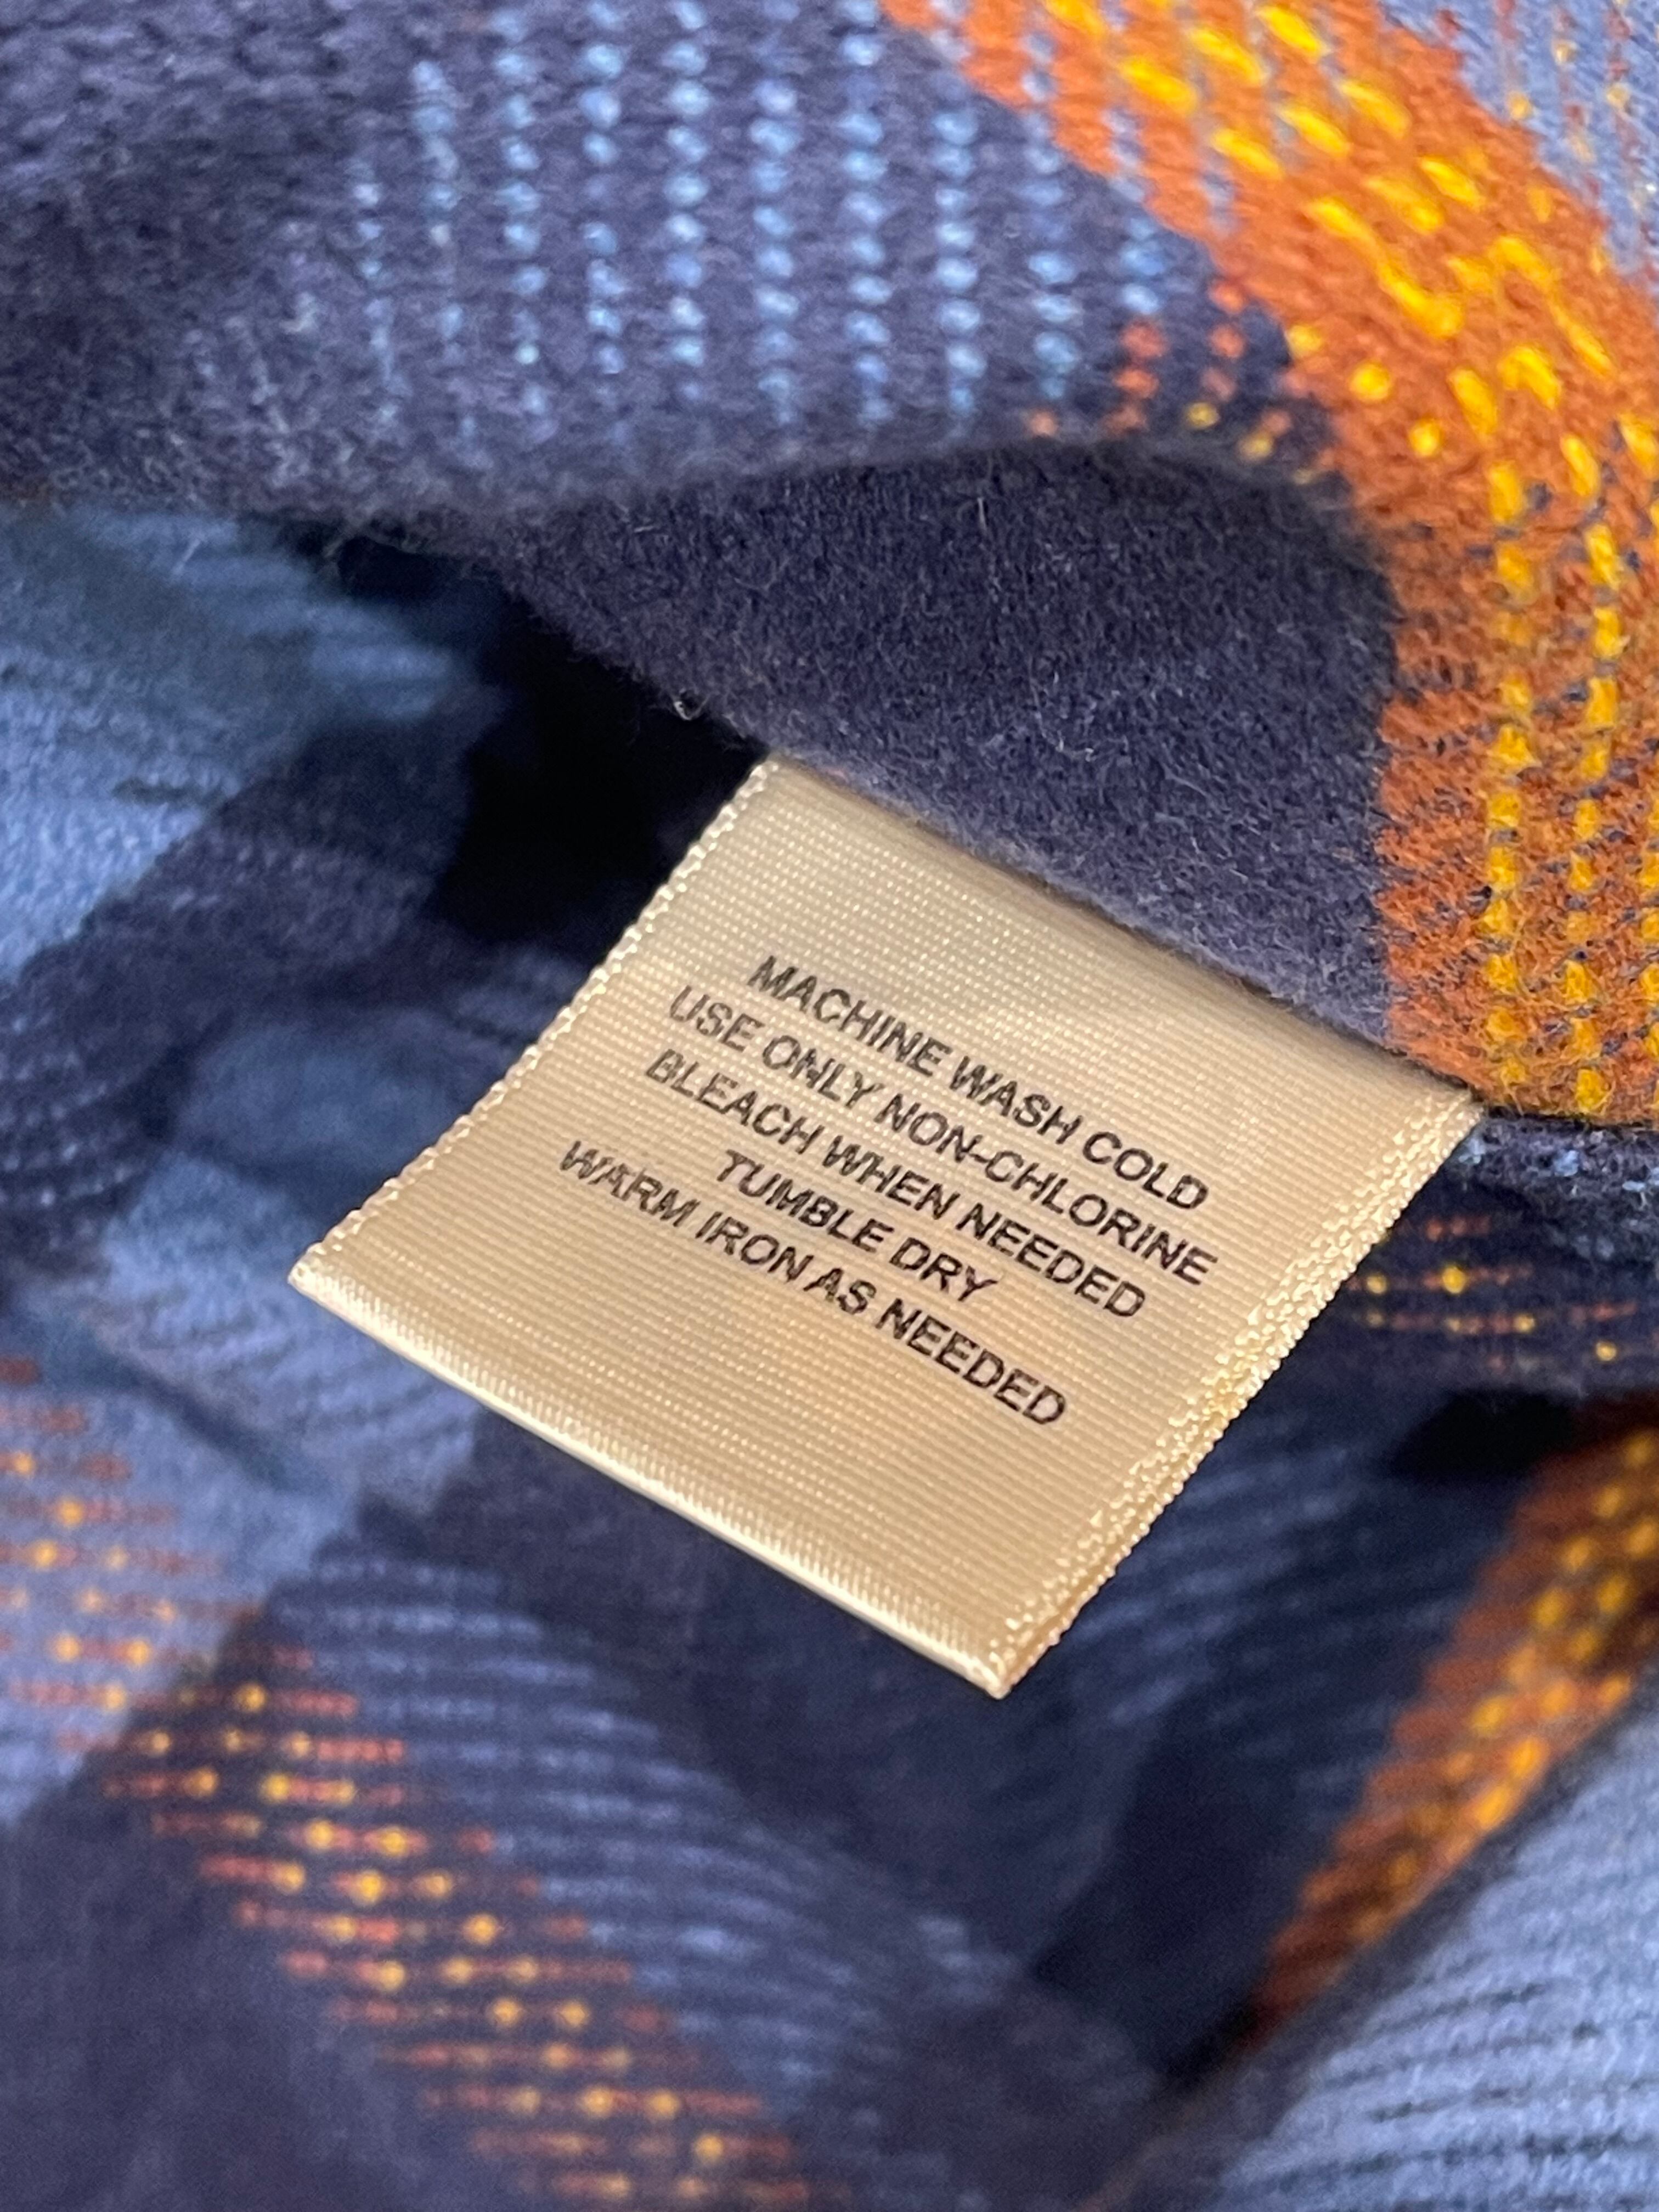 MACHINE WASH COLD
USE ONLY NON-CHLORINE
BLEACH WHEN NEEDED
TUMBLE DRY
WARM IRON AS NEEDED